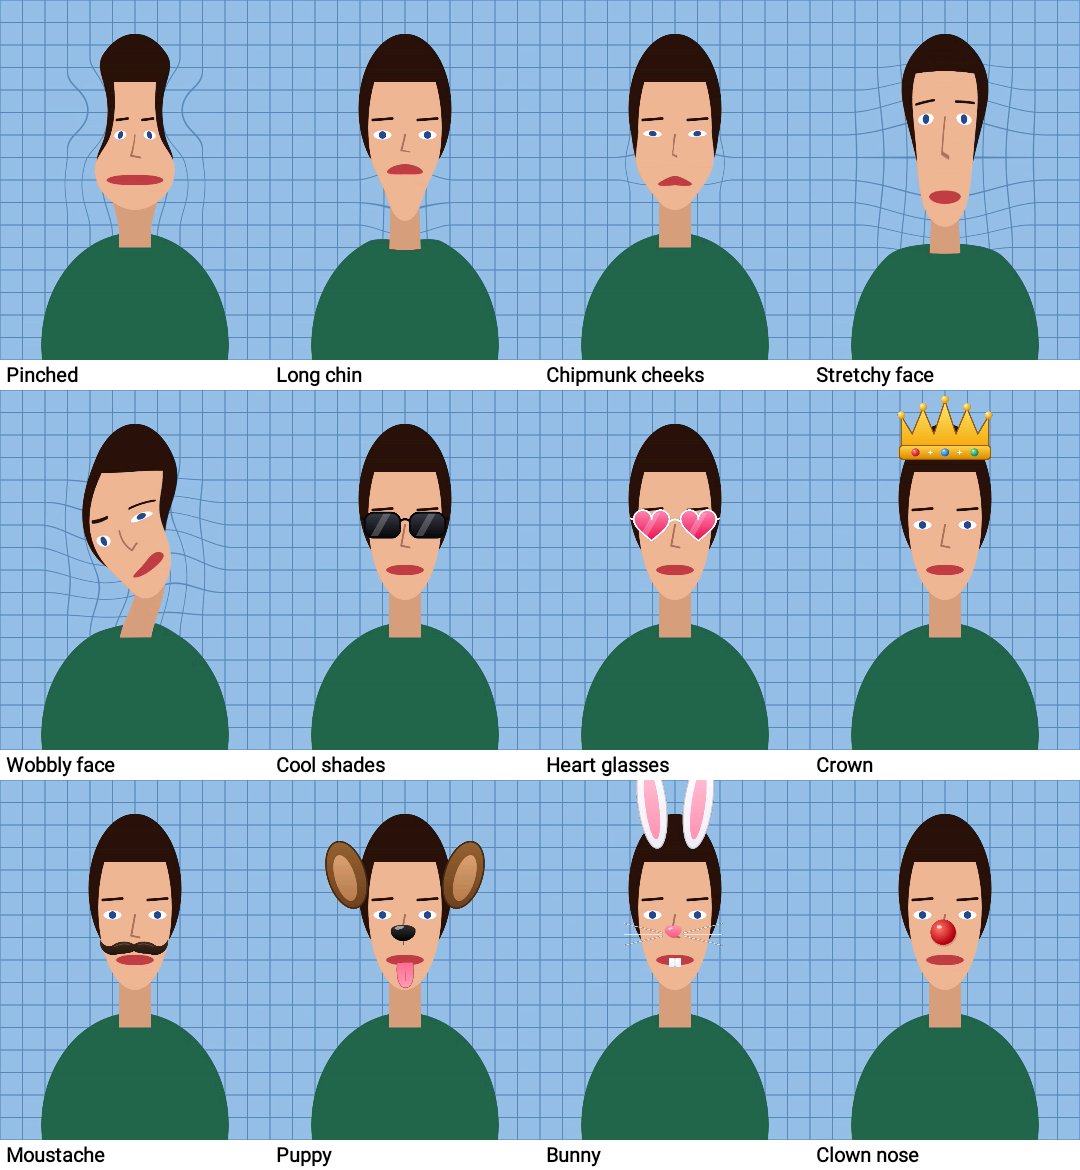 Pinched
Long chin
Chipmunk cheeks
Stretchy face
Wobbly face
Cool shades
Heart glasses
Crown
Moustache
Puppy
Bunny
Clown nose